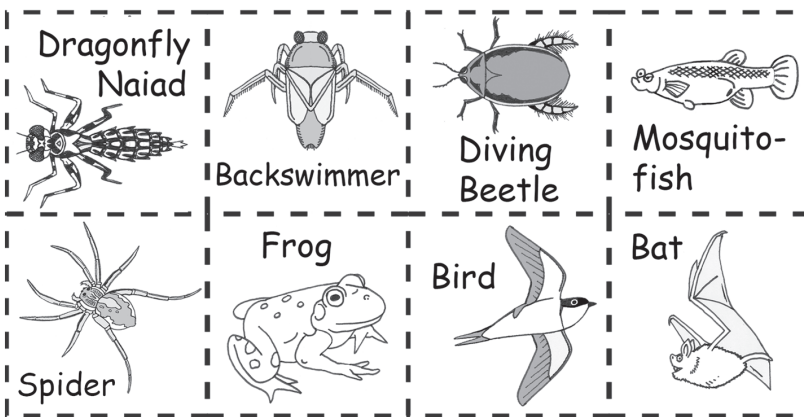 Dragonfly
Naiad
Backswimmer
Diving
Beetle
Mosquito-
fish
Spider
Frog
Bird
Bat